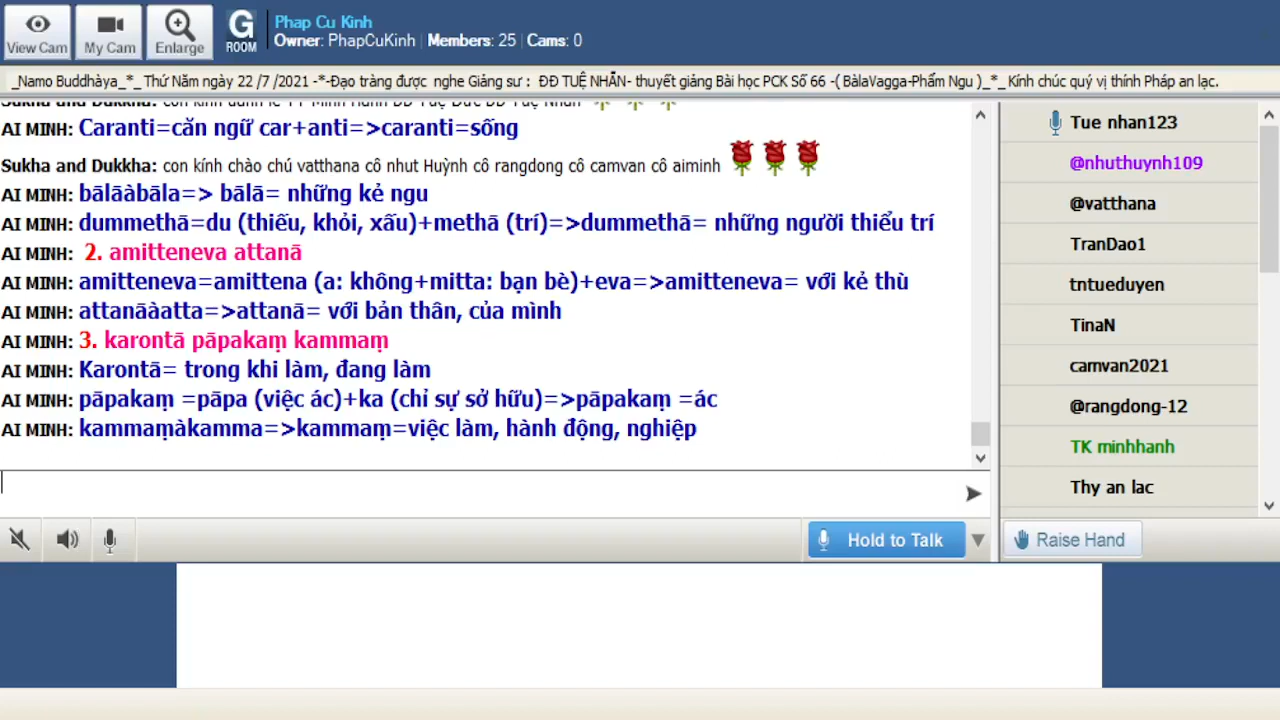 View Cam
My Cam
Enlarge
G
ROOM
Phap Cu Kinh
Owner: PhapCuKinh | Members: 25 | Cams: 0
_Namo Buddhàya_*_ Thứ Năm ngày 22 /7 /2021 -*-Đạo tràng được nghe Giảng sư : ĐĐ TUỆ NHẪN- thuyết giảng Bài học PCK Số 66 -( BàlaVagga-Phẩm Ngu )_*_ Kính chúc quý vị thính Pháp an lạc.
Sukha and Dukkha:
AI MINH: Caranti=căn ngữ car+anti=>caranti=sống
Sukha and Dukkha: con kính chào chú vatthana cô nhut Huỳnh cô rangdong cô camvan cô aiminh
AI MINH: bālāàbāla=> bālā= những kẻ ngu
AI MINH: dummethā=du (thiếu, khỏi, xấu)+methā (trí)=>dummethā= những người thiểu trí
AI MINH: 2. amitteneva attanā
AI MINH: amitteneva=amittena (a: không+mitta: bạn bè)+eva=>amitteneva= với kẻ thù
AI MINH: attanāàatta=>attanā= với bản thân, của mình
AI MINH: 3. karontā pāpakaṃ kammaṃ
AI MINH: Karontā= trong khi làm, đang làm
AI MINH: pāpakaṃ =pāpa (việc ác)+ka (chỉ sự sở hữu)=>pāpakaṃ =ác
AI MINH: kammaṃàkamma=>kammaṃ=việc làm, hành động, nghiệp
Tue nhan123
@nhuthuynh109
@vatthana
TranDao1
tntueduyen
TinaN
camvan2021
@rangdong-12
TK minhhanh
Thy an lac
Hold to Talk
Raise Hand